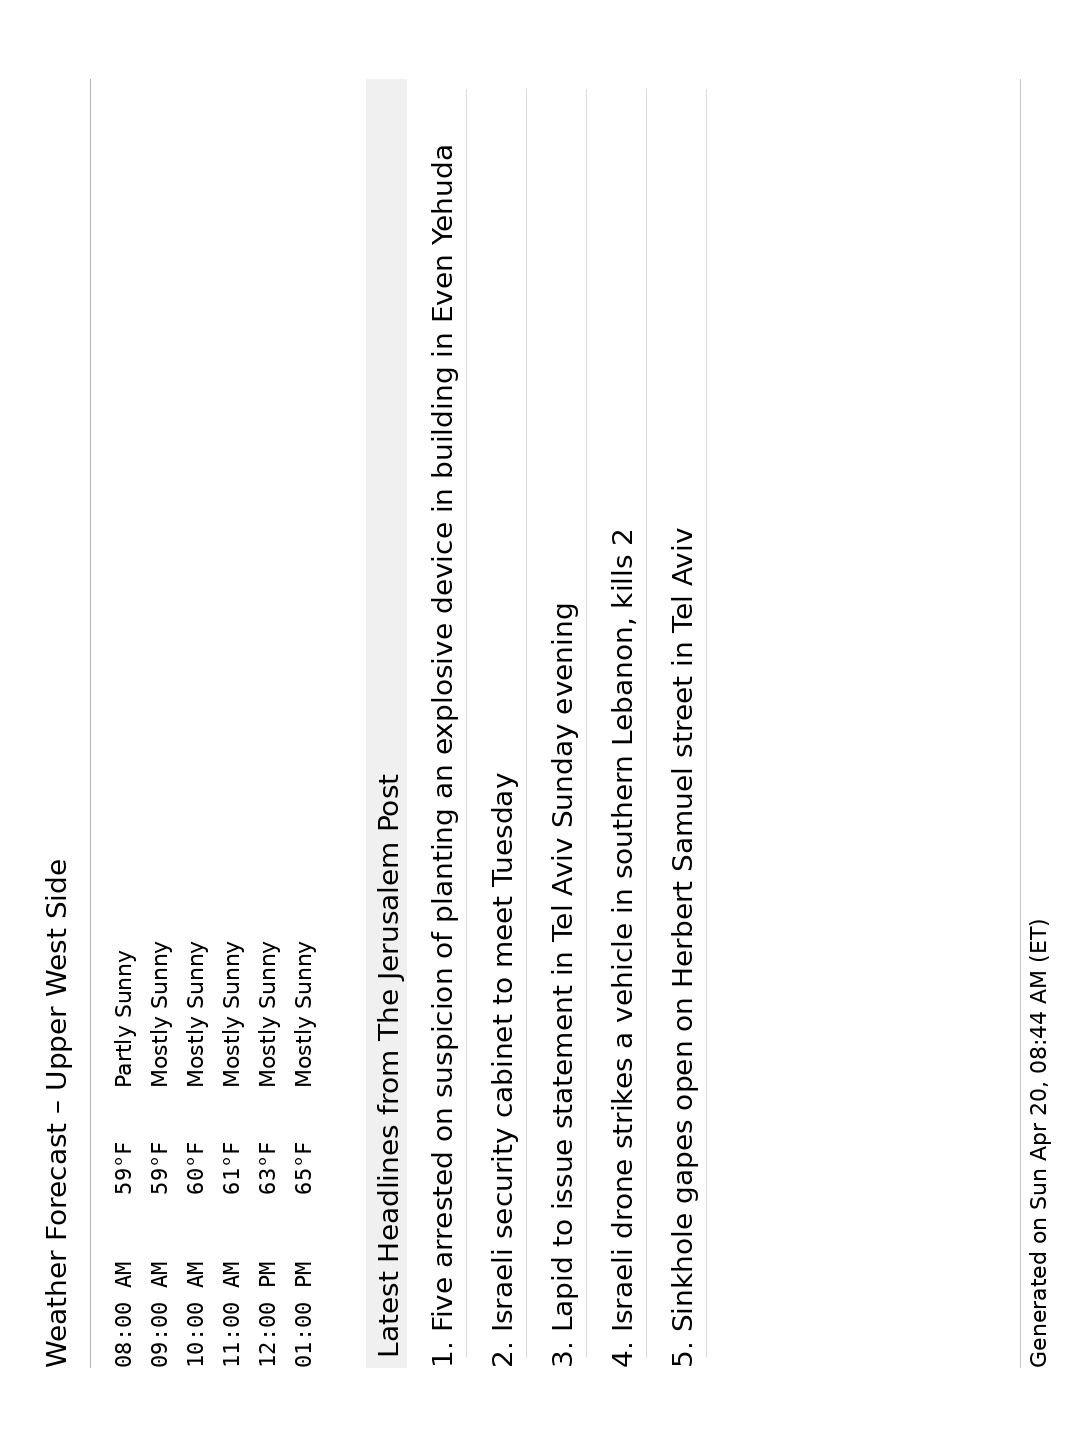 Weather Forecast – Upper West Side
08:00 AM 59°F Partly Sunny
09:00 AM 59°F Mostly Sunny
10:00 AM 60°F Mostly Sunny
11:00 AM 61°F Mostly Sunny
12:00 PM 63°F Mostly Sunny
01:00 PM 65°F Mostly Sunny
Latest Headlines from The Jerusalem Post
1. Five arrested on suspicion of planting an explosive device in building in Even Yehuda
2. Israeli security cabinet to meet Tuesday
3. Lapid to issue statement in Tel Aviv Sunday evening
4. Israeli drone strikes a vehicle in southern Lebanon, kills 2
5. Sinkhole gapes open on Herbert Samuel street in Tel Aviv
Generated on Sun Apr 20, 08:44 AM (ET)